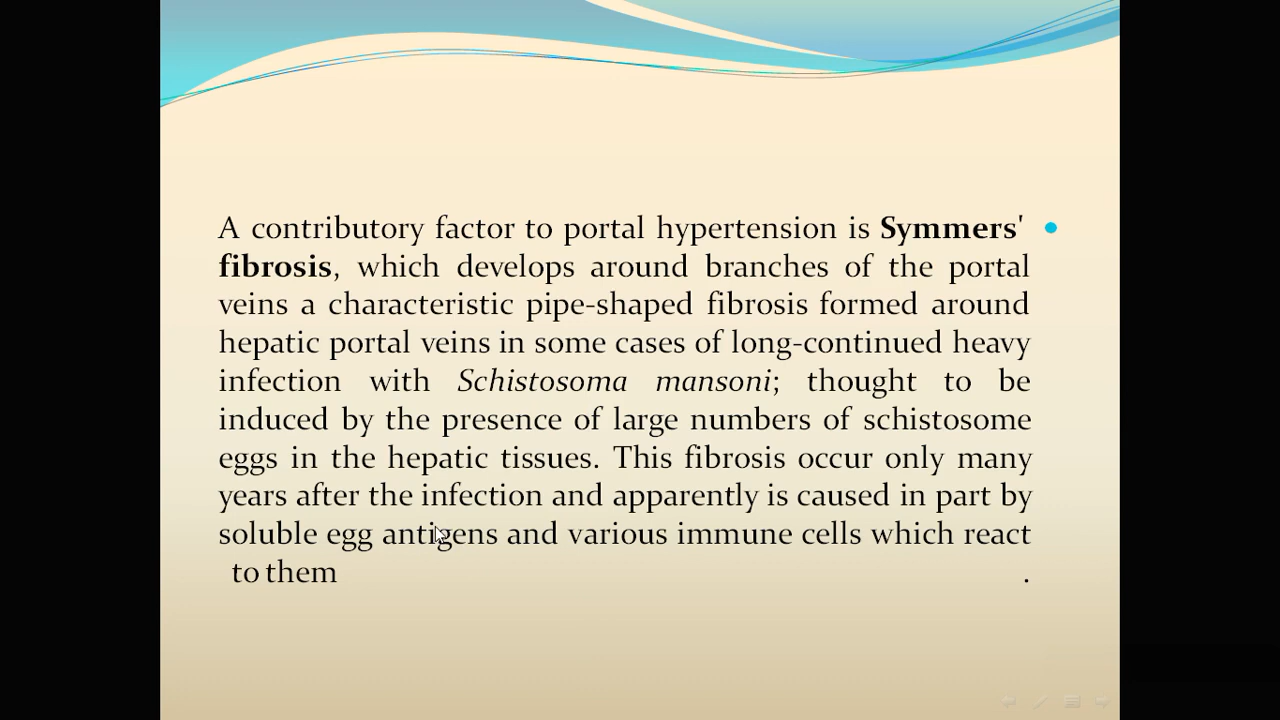 A contributory factor to portal hypertension is Symmers'
fibrosis, which develops around branches of the portal
veins a characteristic pipe-shaped fibrosis formed around
hepatic portal veins in some cases of long-continued heavy
infection with Schistosoma mansoni; thought to be
induced by the presence of large numbers of schistosome
eggs in the hepatic tissues. This fibrosis occur only many
years after the infection and apparently is caused in part by
soluble egg antigens and various immune cells which react
to them .